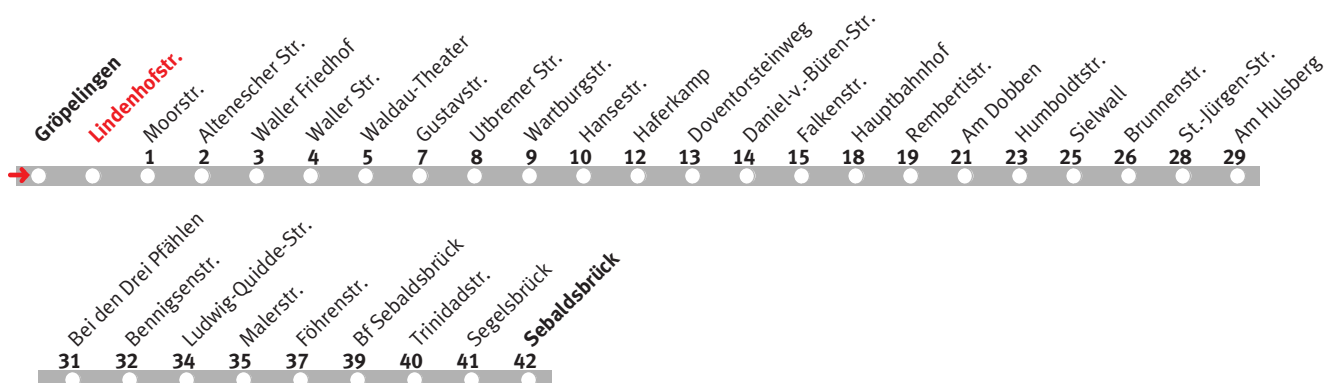 Gröpelingen
Lindenhofstr.
Moorstr.
Altenescher Str.
Waller Friedhof
Waller Str.
Waldau-Theater
Gustavstr.
Utbremer Str.
Wartburgstr.
Hansestr.
Haferkamp
Doventorsteinweg
Daniel-v.-Büren-Str.
Falkenstr.
Hauptbahnhof
Rembertistr.
Am Dobben
Humboldtstr.
Sielwall
Brunnenstr.
St.-Jürgen-Str.
Am Hulsberg
1 2 3 4 5 7 8 9 10 12 13 14 15 18 19 21 23 25 26 28 29
Bei den Drei Pfählen
Bennigsenstr.
Ludwig-Quidde-Str.
Malerstr.
Föhrenstr.
Bf Sebaldsbrück
Trinidadstr.
Segelsbrück
Sebaldsbrück
31 32 34 35 37 39 40 41 42